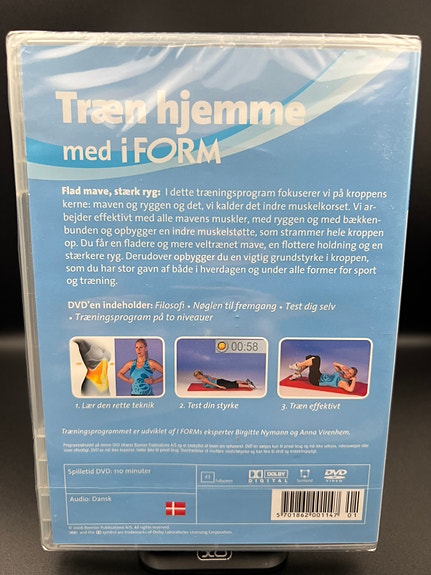 Træn hjemme
med i FORM
Flad mave, stærk ryg: I dette træningsprogram fokuserer vi på kroppens
kerne: maven og ryggen og det, vi kalder det indre muskelkorset. Vi ar-
bejder effektivt med alle mavens muskler, med ryggen og med bækken-
bunden og opbygger en indre muskelstøtte, som strammer hele kroppen
op. Du får en fladere og mere veltrænet mave, en flottere holdning og en
stærkere ryg. Derudover opbygger du en vigtig grundstyrke i kroppen,
som du har stor gavn af både i hverdagen og under alle former for sport
og træning.
DVD'en indeholder: Filosofi • Nøglen til fremgang • Test dig selv
• Træningsprogram på to niveauer
00:58
1. Lær den rette teknik
2. Test din styrke
3. Træn effektivt
Træningsprogrammet er udviklet af I FORMs eksperter Birgitte Nymann og Anna Virenhem.
Spilletid DVD: 110 minutter
Audio: Dansk
4:3
DOLBY
DIGITAL
DVD
VIDEO
5 701862 001147 01